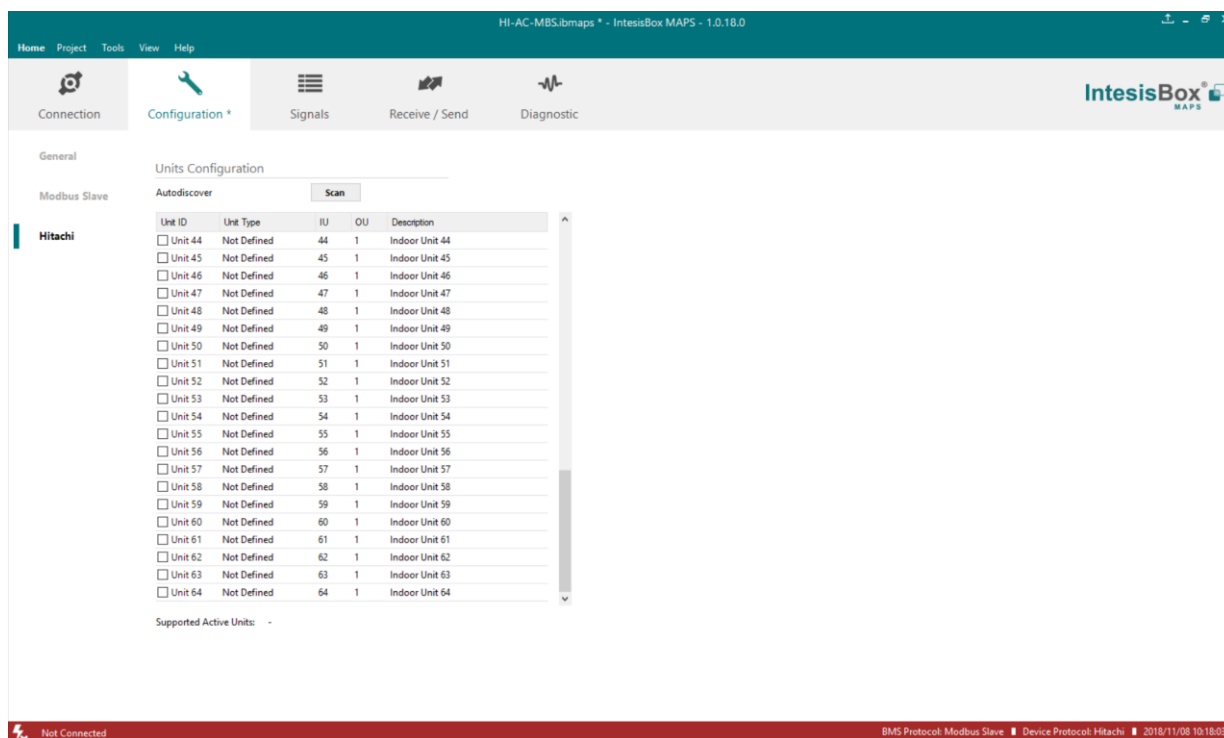 HI-AC-MBS.ibmaps * - IntesisBox MAPS - 1.0.18.0
Home Project Tools View Help
Connection Configuration * Signals Receive / Send Diagnostic
IntesisBox® MAPS
General
Units Configuration
Modbus Slave
Autodiscover Scan
Hitachi
Unit ID Unit Type IU OU Description
Unit 44 Not Defined 44 1 Indoor Unit 44
Unit 45 Not Defined 45 1 Indoor Unit 45
Unit 46 Not Defined 46 1 Indoor Unit 46
Unit 47 Not Defined 47 1 Indoor Unit 47
Unit 48 Not Defined 48 1 Indoor Unit 48
Unit 49 Not Defined 49 1 Indoor Unit 49
Unit 50 Not Defined 50 1 Indoor Unit 50
Unit 51 Not Defined 51 1 Indoor Unit 51
Unit 52 Not Defined 52 1 Indoor Unit 52
Unit 53 Not Defined 53 1 Indoor Unit 53
Unit 54 Not Defined 54 1 Indoor Unit 54
Unit 55 Not Defined 55 1 Indoor Unit 55
Unit 56 Not Defined 56 1 Indoor Unit 56
Unit 57 Not Defined 57 1 Indoor Unit 57
Unit 58 Not Defined 58 1 Indoor Unit 58
Unit 59 Not Defined 59 1 Indoor Unit 59
Unit 60 Not Defined 60 1 Indoor Unit 60
Unit 61 Not Defined 61 1 Indoor Unit 61
Unit 62 Not Defined 62 1 Indoor Unit 62
Unit 63 Not Defined 63 1 Indoor Unit 63
Unit 64 Not Defined 64 1 Indoor Unit 64
Supported Active Units: -
Not Connected BMS Protocol: Modbus Slave Device Protocol: Hitachi 2018/11/08 10:18:03